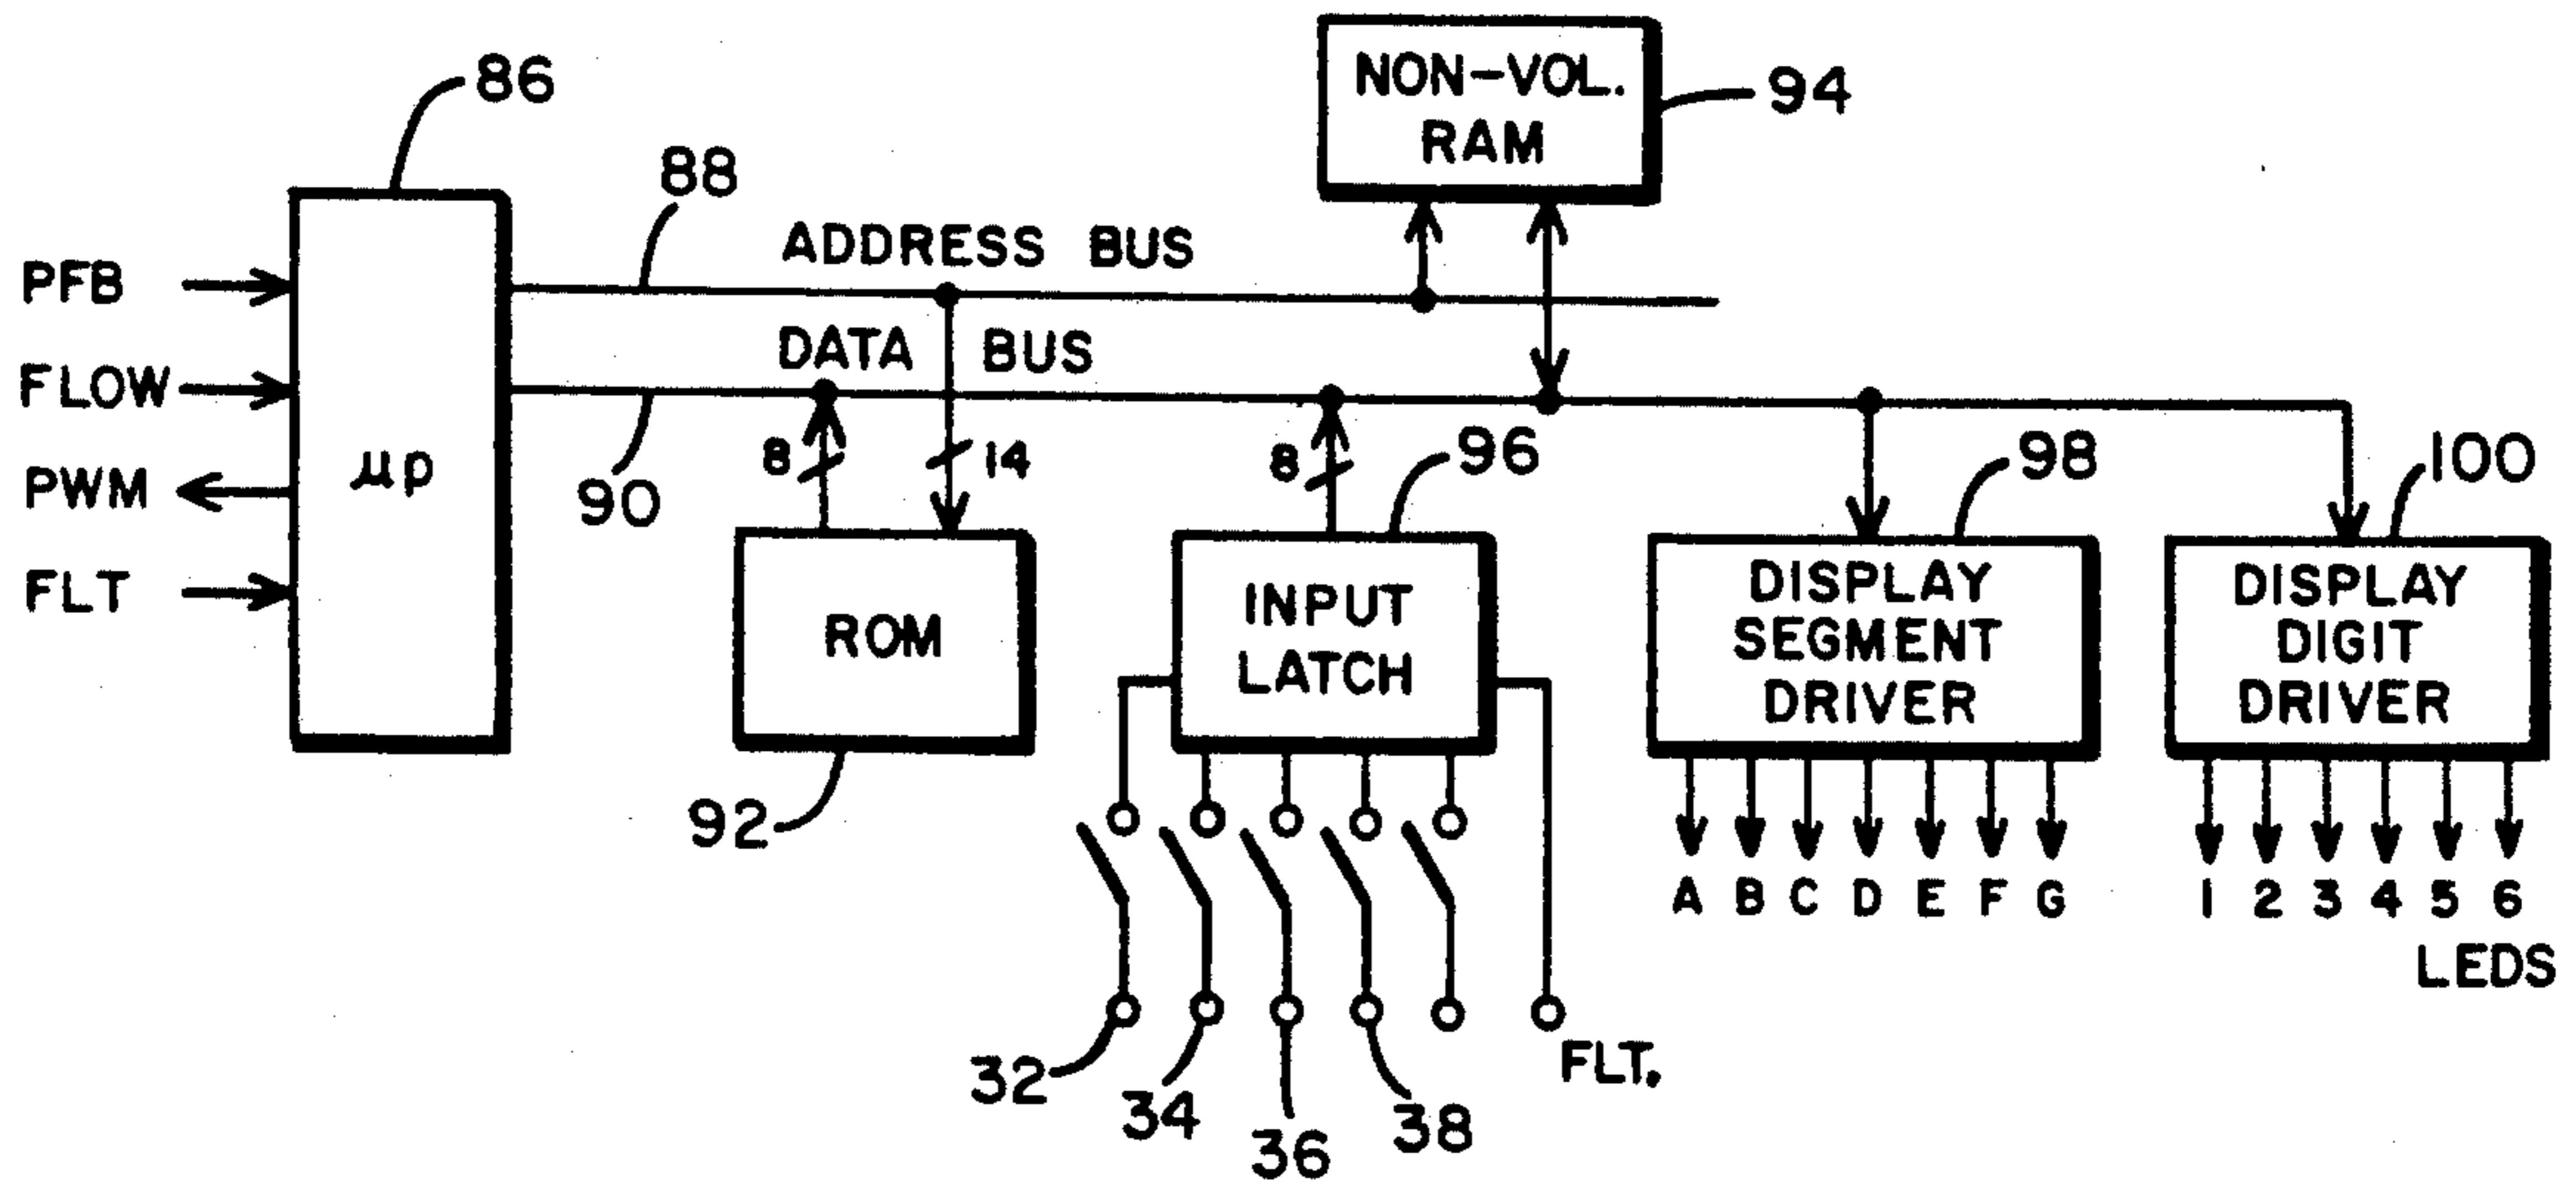 86
88
NON-VOL.
RAM
94
ADDRESS BUS
PFB
DATA BUS
FLOW
μp
PWM
FLT
90
8
14
8
96
98
100
ROM
INPUT
LATCH
DISPLAY
SEGMENT
DRIVER
DISPLAY
DIGIT
DRIVER
92
A B C D E F G
1 2 3 4 5 6
LEDS
32
34
36
38
FLT.